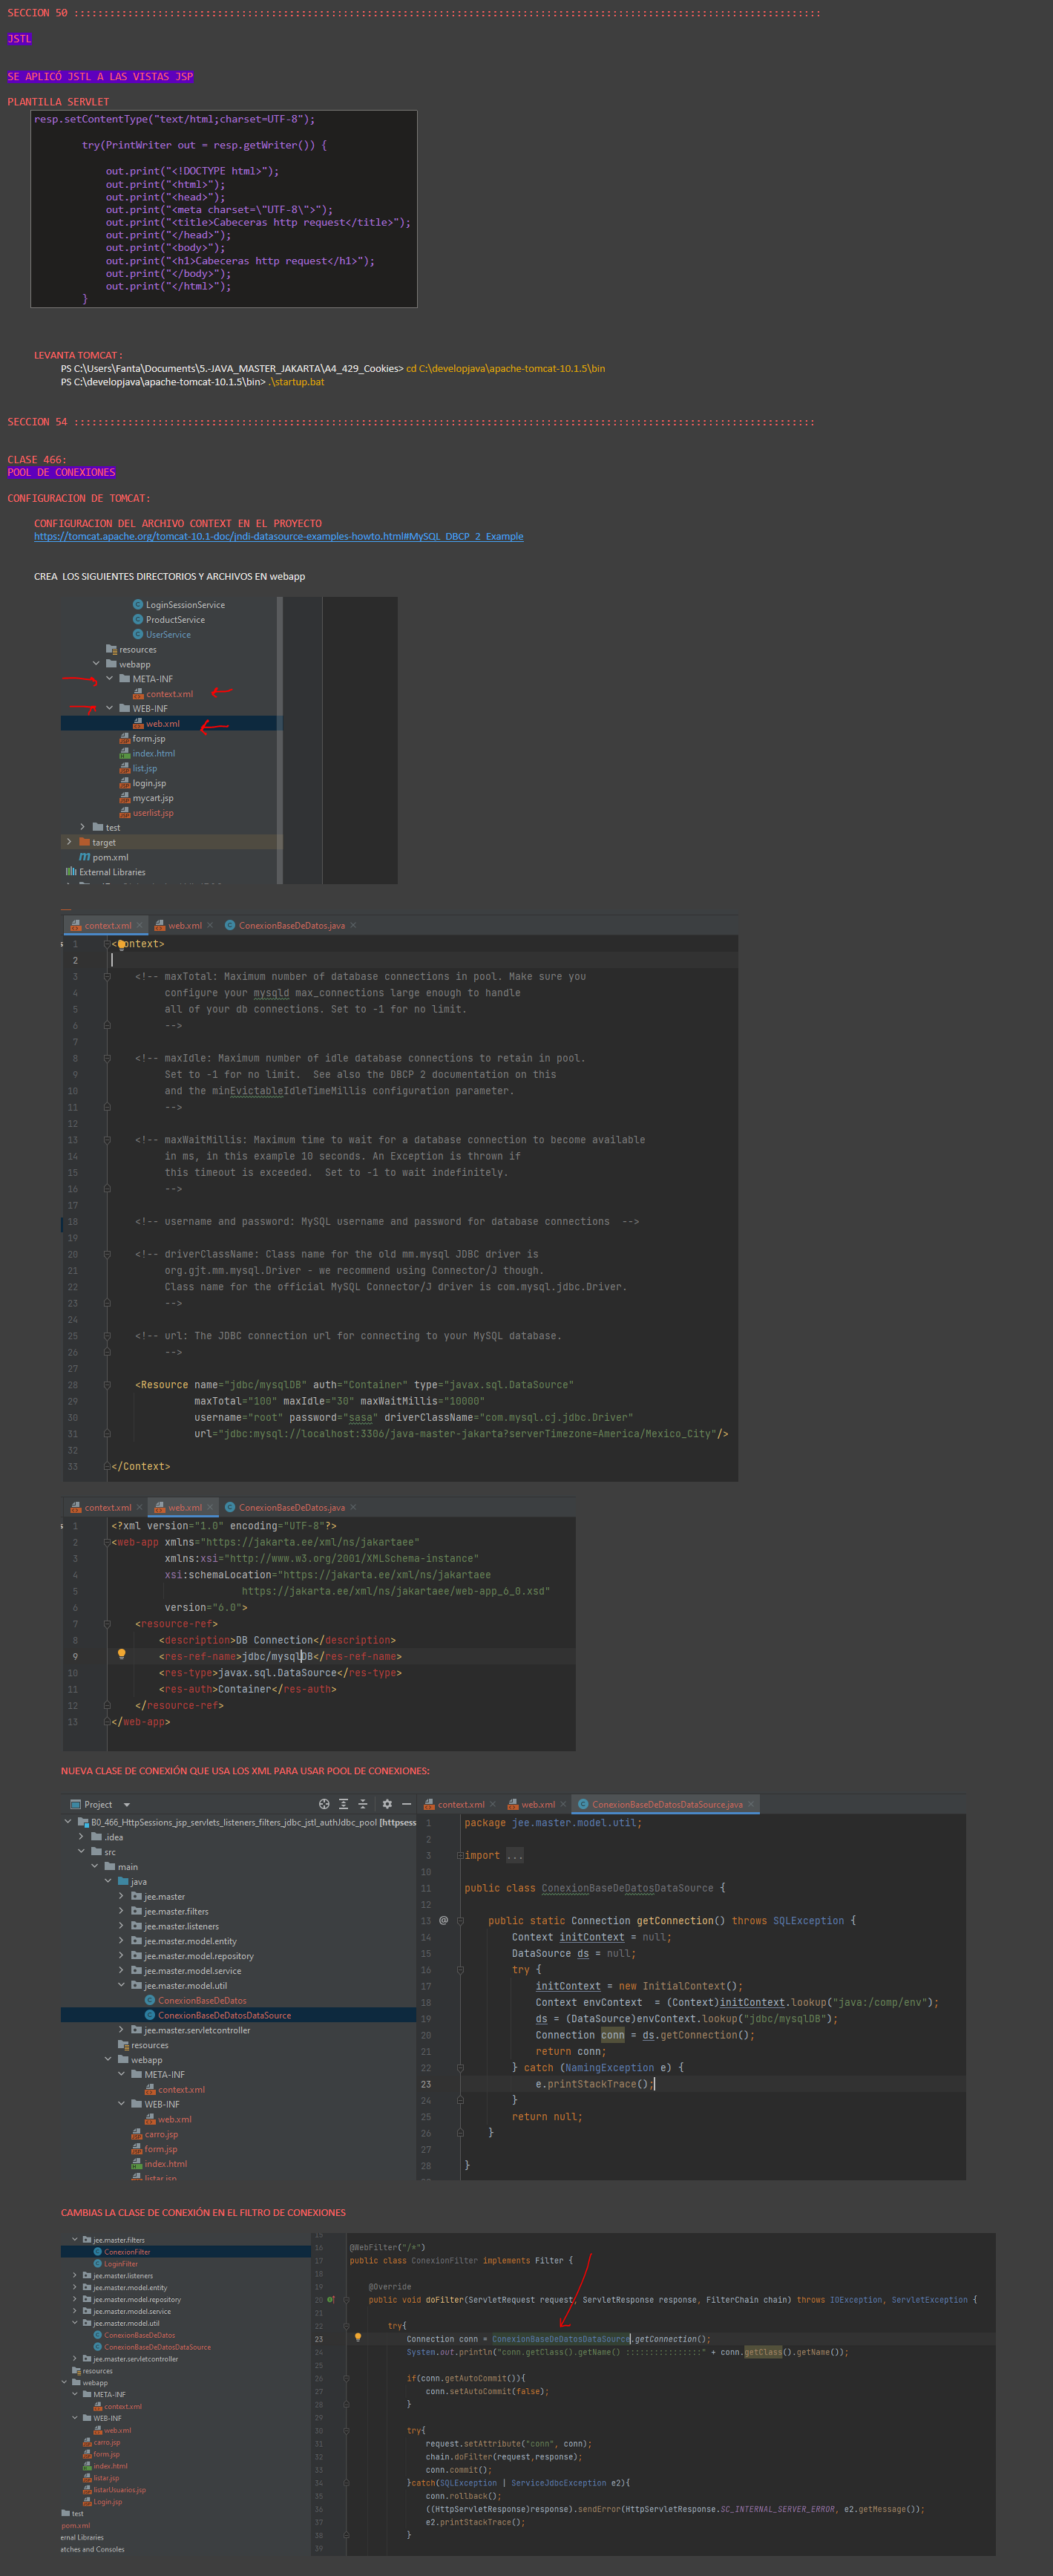 SECCION 50 :::::::::::::::::::::::::::::::::::::::::::::::::::::::::::::::::::::::::::::::::::::::::::::::::::::::::::::::::::::::::::::
JSTL
SE APLICÓ JSTL A LAS VISTAS JSP
PLANTILLA SERVLET
resp.setContentType("text/html;charset=UTF-8");
try(PrintWriter out = resp.getWriter()) {
out.print("<!DOCTYPE html>");
out.print("<html>");
out.print("<head>");
out.print("<meta charset=\"UTF-8\">");
out.print("<title>Cabeceras http request</title>");
out.print("</head>");
out.print("<body>");
out.print("<h1>Cabeceras http request</h1>");
out.print("</body>");
out.print("</html>");
}
LEVANTA TOMCAT :
PS C:\Users\Fanta\Documents\5.-JAVA_MASTER_JAKARTA\A4_429_Cookies> cd C:\developjava\apache-tomcat-10.1.5\bin
PS C:\developjava\apache-tomcat-10.1.5\bin> .\startup.bat
SECCION 54 ::::::::::::::::::::::::::::::::::::::::::::::::::::::::::::::::::::::::::::::::::::::::::::::::::::::::::::::::::::::::::::
CLASE 466:
POOL DE CONEXIONES
CONFIGURACION DE TOMCAT:
CONFIGURACION DEL ARCHIVO CONTEXT EN EL PROYECTO
https://tomcat.apache.org/tomcat-10.1-doc/jndi-datasource-examples-howto.html#MySQL_DBCP_2_Example
CREA LOS SIGUIENTES DIRECTORIOS Y ARCHIVOS EN webapp
LoginSessionService
ProductService
UserService
resources
webapp
META-INF
context.xml
WEB-INF
web.xml
form.jsp
index.html
list.jsp
login.jsp
mycart.jsp
userlist.jsp
test
target
pom.xml
External Libraries
context.xml web.xml ConexionBaseDeDatos.java
1 <Context>
2
3 <!-- maxTotal: Maximum number of database connections in pool. Make sure you
4 configure your mysqld max_connections large enough to handle
5 all of your db connections. Set to -1 for no limit.
6 -->
7
8 <!-- maxIdle: Maximum number of idle database connections to retain in pool.
9 Set to -1 for no limit. See also the DBCP 2 documentation on this
10 and the minEvictableIdleTimeMillis configuration parameter.
11 -->
12
13 <!-- maxWaitMillis: Maximum time to wait for a database connection to become available
14 in ms, in this example 10 seconds. An Exception is thrown if
15 this timeout is exceeded. Set to -1 to wait indefinitely.
16 -->
17
18 <!-- username and password: MySQL username and password for database connections -->
19
20 <!-- driverClassName: Class name for the old mm.mysql JDBC driver is
21 org.gjt.mm.mysql.Driver - we recommend using Connector/J though.
22 Class name for the official MySQL Connector/J driver is com.mysql.jdbc.Driver.
23 -->
24
25 <!-- url: The JDBC connection url for connecting to your MySQL database.
26 -->
27
28 <Resource name="jdbc/mysqlDB" auth="Container" type="javax.sql.DataSource"
29 maxTotal="100" maxIdle="30" maxWaitMillis="10000"
30 username="root" password="sasa" driverClassName="com.mysql.cj.jdbc.Driver"
31 url="jdbc:mysql://localhost:3306/java-master-jakarta?serverTimezone=America/Mexico_City"/>
32
33 </Context>
context.xml web.xml ConexionBaseDeDatos.java
1 <?xml version="1.0" encoding="UTF-8"?>
2 <web-app xmlns="https://jakarta.ee/xml/ns/jakartaee"
3 xmlns:xsi="http://www.w3.org/2001/XMLSchema-instance"
4 xsi:schemaLocation="https://jakarta.ee/xml/ns/jakartaee
5 https://jakarta.ee/xml/ns/jakartaee/web-app_6_0.xsd"
6 version="6.0">
7 <resource-ref>
8 <description>DB Connection</description>
9 <res-ref-name>jdbc/mysqlDB</res-ref-name>
10 <res-type>javax.sql.DataSource</res-type>
11 <res-auth>Container</res-auth>
12 </resource-ref>
13 </web-app>
NUEVA CLASE DE CONEXIÓN QUE USA LOS XML PARA USAR POOL DE CONEXIONES:
Project
B0_466_HttpSessions_jsp_servlets_listeners_filters_jdbc_jstl_authJdbc_pool [httpsess
.idea
src
main
java
jee.master
jee.master.filters
jee.master.listeners
jee.master.model.entity
jee.master.model.repository
jee.master.model.service
jee.master.model.util
ConexionBaseDeDatos
ConexionBaseDeDatosDataSource
jee.master.servletcontroller
resources
webapp
META-INF
context.xml
WEB-INF
web.xml
carro.jsp
form.jsp
index.html
listar.jsp
context.xml web.xml ConexionBaseDeDatosDataSource.java
1 package jee.master.model.util;
2
3 import ...
10
11 public class ConexionBaseDeDatosDataSource {
12
13 @ public static Connection getConnection() throws SQLException {
14 Context initContext = null;
15 DataSource ds = null;
16 try {
17 initContext = new InitialContext();
18 Context envContext = (Context)initContext.lookup("java:/comp/env");
19 ds = (DataSource)envContext.lookup("jdbc/mysqlDB");
20 Connection conn = ds.getConnection();
21 return conn;
22 } catch (NamingException e) {
23 e.printStackTrace();
24 }
25 return null;
26 }
27
28 }
CAMBIAS LA CLASE DE CONEXIÓN EN EL FILTRO DE CONEXIONES
jee.master.filters
ConexionFilter
LoginFilter
jee.master.listeners
jee.master.model.entity
jee.master.model.repository
jee.master.model.service
jee.master.model.util
ConexionBaseDeDatos
ConexionBaseDeDatosDataSource
jee.master.servletcontroller
resources
webapp
META-INF
context.xml
WEB-INF
web.xml
carro.jsp
form.jsp
index.html
listar.jsp
listarUsuarios.jsp
Login.jsp
test
pom.xml
ernal Libraries
atches and Consoles
16 @WebFilter("/*")
17 public class ConexionFilter implements Filter {
18
19 @Override
20 public void doFilter(ServletRequest request, ServletResponse response, FilterChain chain) throws IOException, ServletException {
21
22 try{
23 Connection conn = ConexionBaseDeDatosDataSource.getConnection();
24 System.out.println("conn.getClass().getName() :::::::::::::::" + conn.getClass().getName());
25
26 if(conn.getAutoCommit()){
27 conn.setAutoCommit(false);
28 }
29
30 try{
31 request.setAttribute("conn", conn);
32 chain.doFilter(request,response);
33 conn.commit();
34 }catch(SQLException | ServiceJdbcException e2){
35 conn.rollback();
36 ((HttpServletResponse)response).sendError(HttpServletResponse.SC_INTERNAL_SERVER_ERROR, e2.getMessage());
37 e2.printStackTrace();
38 }
39